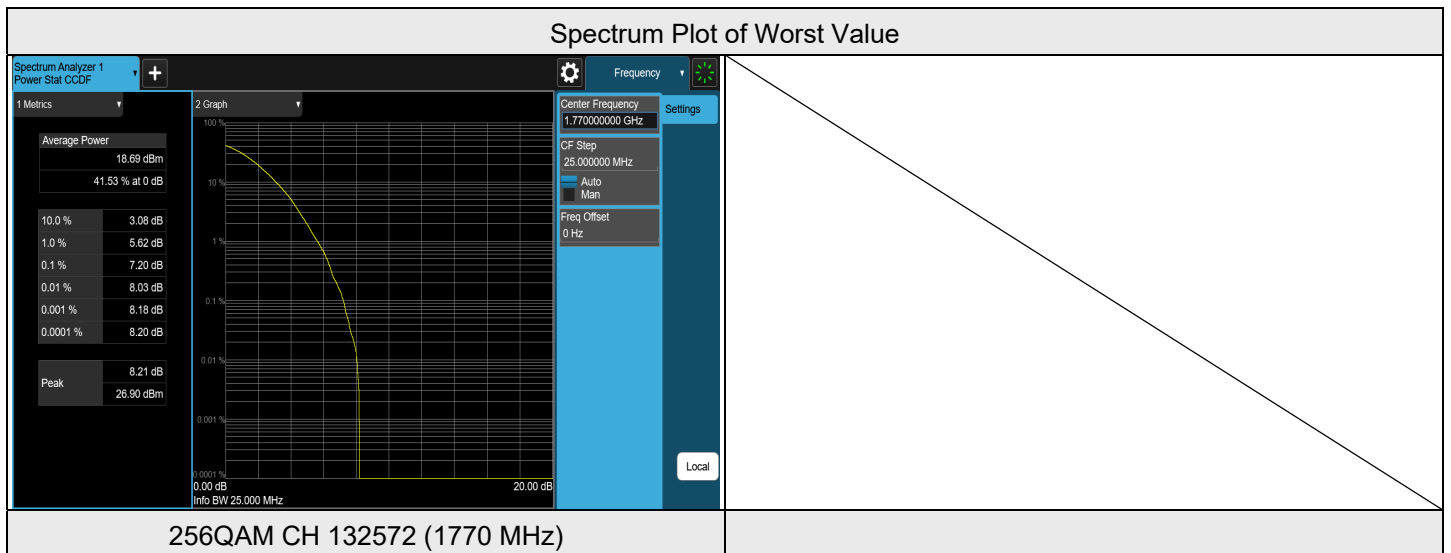 Spectrum Plot of Worst Value
Spectrum Analyzer 1
Power Stat CCDF
+
Frequency
1 Metrics
2 Graph
Average Power
18.69 dBm
41.53 % at 0 dB
10.0 % 3.08 dB
1.0 % 5.62 dB
0.1 % 7.20 dB
0.01 % 8.03 dB
0.001 % 8.18 dB
0.0001 % 8.20 dB
Peak
8.21 dB
26.90 dBm
100 %
10 %
1 %
0.1 %
0.01 %
0.001 %
0.0001 %
0.00 dB
20.00 dB
Info BW 25.000 MHz
Center Frequency
1.770000000 GHz
Settings
CF Step
25.000000 MHz
Auto
Man
Freq Offset
0 Hz
Local
256QAM CH 132572 (1770 MHz)